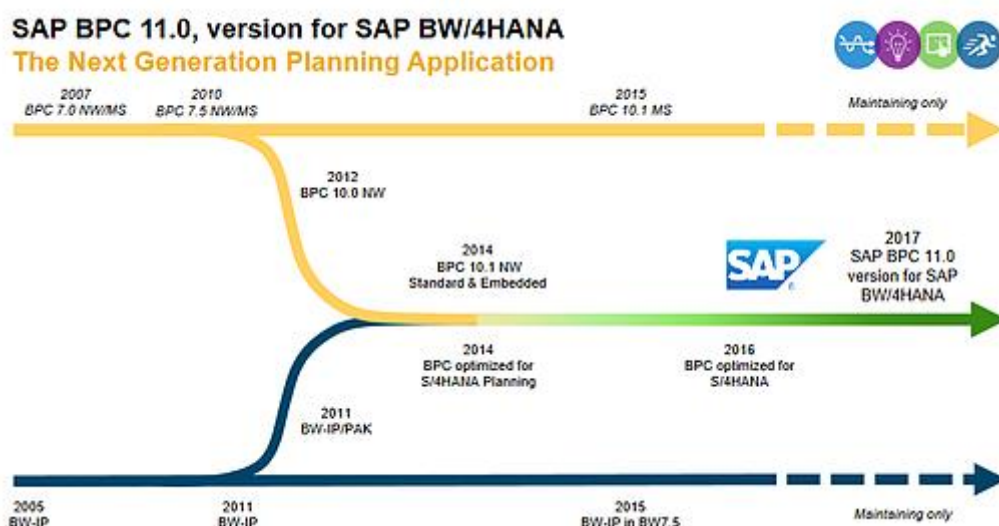 SAP BPC 11.0, version for SAP BW/4HANA
The Next Generation Planning Application
2007
BPC 7.0 NW/MS
2010
BPC 7.5 NW/MS
2015
BPC 10.1 MS
Maintaining only
2012
BPC 10.0 NW
2014
BPC 10.1 NW
Standard & Embedded
SAP
®
2017
SAP BPC 11.0
version for SAP
BW/4HANA
2014
BPC optimized for
S/4HANA Planning
2016
BPC optimized for
S/4HANA
2011
BW-IP/PAK
2005
BW-IP
2011
BW-IP
2015
BW-IP in BW7.5
Maintaining only